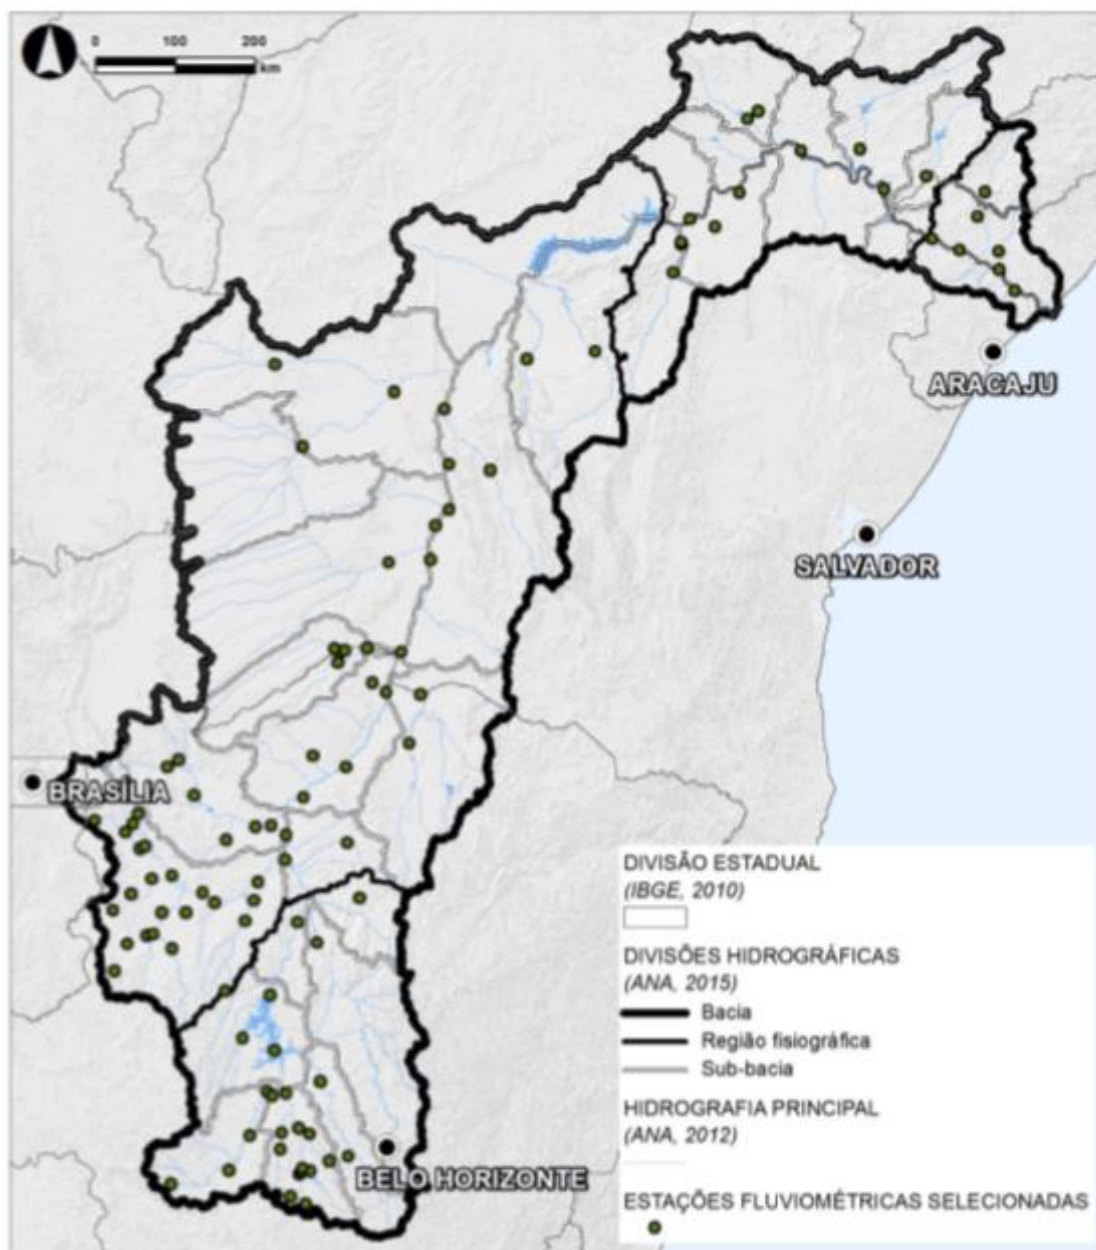 0 100 200
km
ARACAJU
SALVADOR
BRASÍLIA
DIVISÃO ESTADUAL
(IBGE, 2010)
DIVISÕES HIDROGRÁFICAS
(ANA, 2015)
Bacia
Região fisiográfica
Sub-bacia
HIDROGRAFIA PRINCIPAL
(ANA, 2012)
BELO HORIZONTE
ESTAÇÕES FLUVIOMÉTRICAS SELECIONADAS